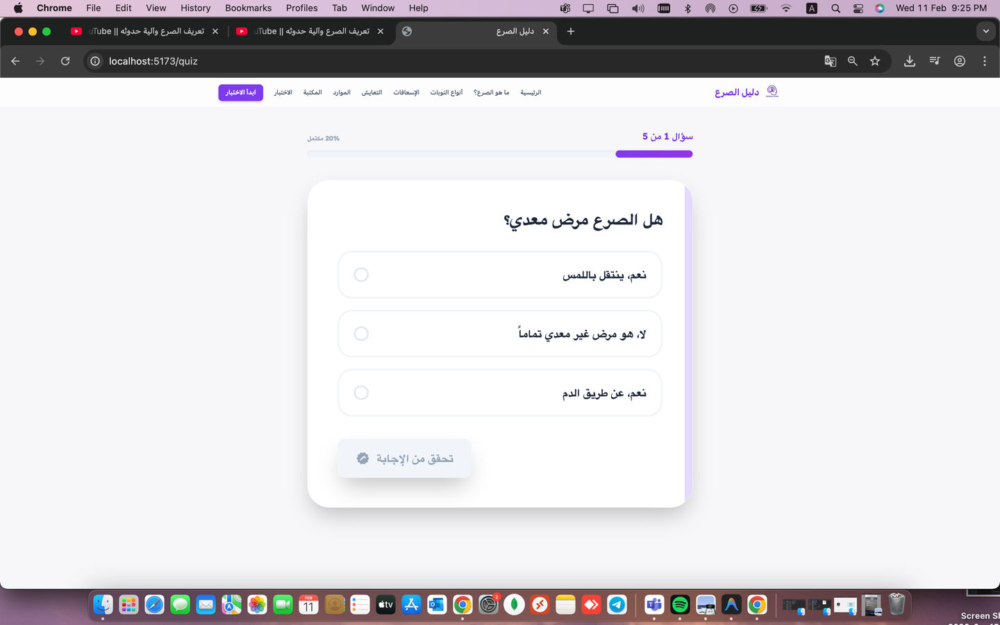 Chrome File Edit View History Bookmarks Profiles Tab Window Help A Wed 11 Feb 9:25 PM
تعريف الصرع وآلية حدوثه || uTube
تعريف الصرع وآلية حدوثه || uTube
دليل الصرع
localhost:5173/quiz
دليل الصرع
الرئيسية ما هو الصرع؟ أنواع النوبات الإسعافات التعايش الموارد المكتبة الاختبار ابدأ الاختبار
سؤال 1 من 5
20% مكتمل
هل الصرع مرض معدي؟
نعم، ينتقل باللمس
لا، هو مرض غير معدي تماماً
نعم، عن طريق الدم
تحقق من الإجابة
FEB
11
tv
2
Screen Sh